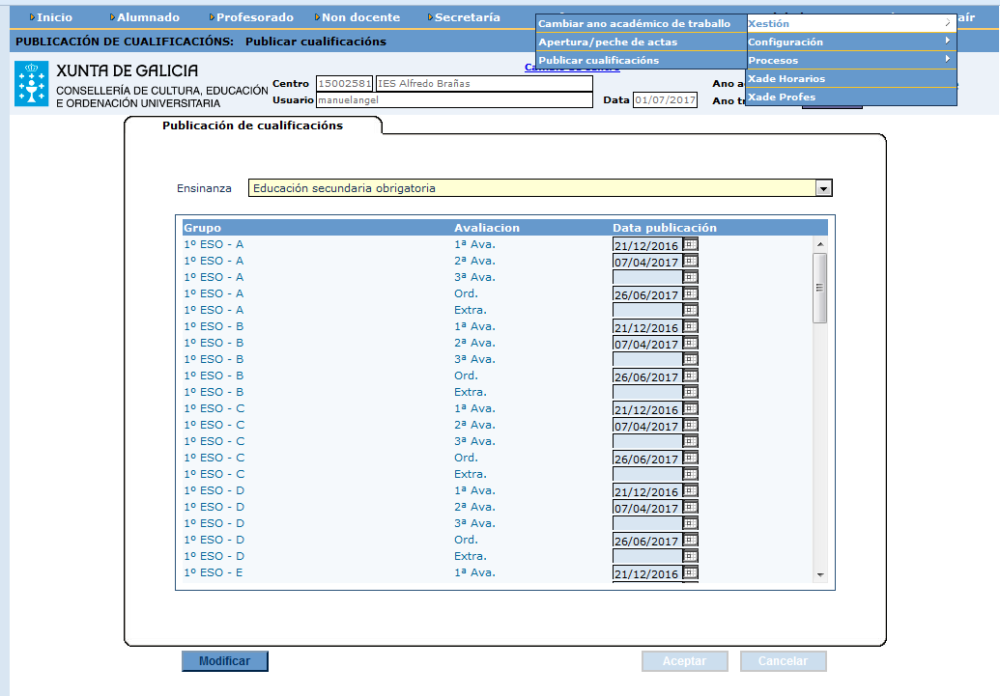 Inicio Alumnado Profesorado Non docente Secretaría
Cambiar ano académico de traballo
Xestión
Apertura/peche de actas
Configuración
PUBLICACIÓN DE CUALIFICACIÓNS: Publicar cualificacións
Publicar cualificacións
Procesos
Xade Horarios
Xade Profes
XUNTA DE GALICIA
CONSELLERÍA DE CULTURA, EDUCACIÓN
E ORDENACIÓN UNIVERSITARIA
Centro 15002581 IES Alfredo Brañas
Usuario manuelangel Data 01/07/2017
Publicación de cualificacións
Ensinanza Educación secundaria obrigatoria
Grupo Avaliacion Data publicación
1º ESO - A 1ª Ava. 21/12/2016
1º ESO - A 2ª Ava. 07/04/2017
1º ESO - A 3ª Ava.
1º ESO - A Ord. 26/06/2017
1º ESO - A Extra.
1º ESO - B 1ª Ava. 21/12/2016
1º ESO - B 2ª Ava. 07/04/2017
1º ESO - B 3ª Ava.
1º ESO - B Ord. 26/06/2017
1º ESO - B Extra.
1º ESO - C 1ª Ava. 21/12/2016
1º ESO - C 2ª Ava. 07/04/2017
1º ESO - C 3ª Ava.
1º ESO - C Ord. 26/06/2017
1º ESO - C Extra.
1º ESO - D 1ª Ava. 21/12/2016
1º ESO - D 2ª Ava. 07/04/2017
1º ESO - D 3ª Ava.
1º ESO - D Ord. 26/06/2017
1º ESO - D Extra.
1º ESO - E 1ª Ava. 21/12/2016
Modificar Aceptar Cancelar